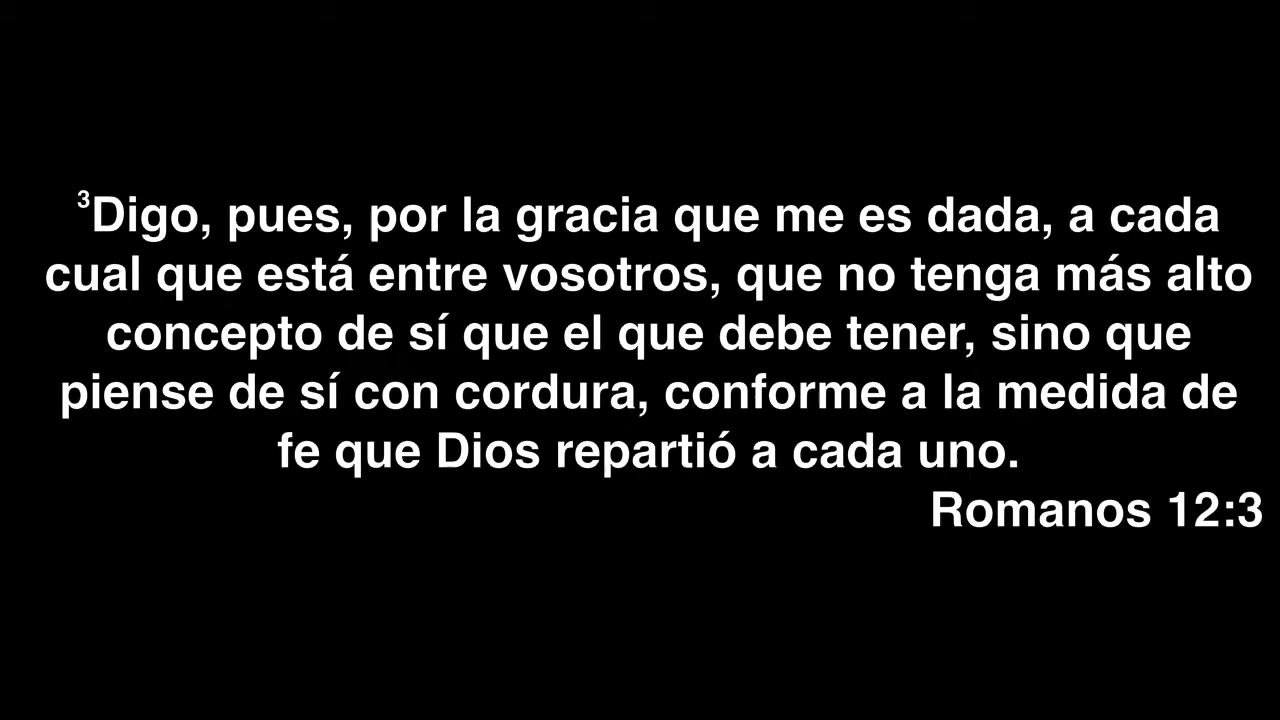 ³Digo, pues, por la gracia que me es dada, a cada
cual que está entre vosotros, que no tenga más alto
concepto de sí que el que debe tener, sino que
piense de sí con cordura, conforme a la medida de
fe que Dios repartió a cada uno.
Romanos 12:3